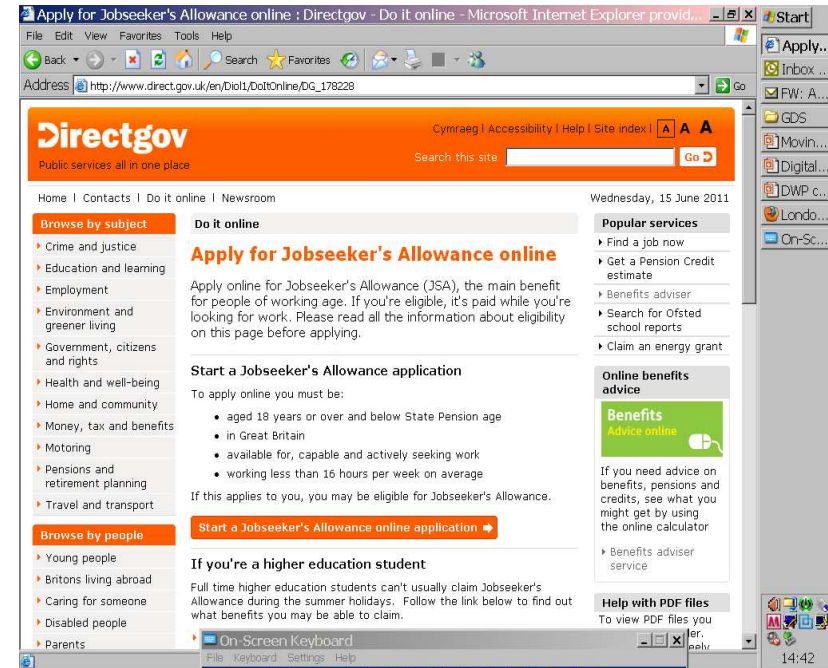 Apply for Jobseeker's Allowance online : Directgov - Do it online - Microsoft Internet Explorer provid...
File Edit View Favorites Tools Help
Back Search Favorites
Address http://www.direct.gov.uk/en/Diol1/DoItOnline/DG_178228 Go
Directgov
Public services all in one place
Cymraeg | Accessibility | Help | Site index | A A A
Search this site Go
Home | Contacts | Do it online | Newsroom
Wednesday, 15 June 2011
Browse by subject
Crime and justice
Education and learning
Employment
Environment and
greener living
Government, citizens
and rights
Health and well-being
Home and community
Money, tax and benefits
Motoring
Pensions and
retirement planning
Travel and transport
Browse by people
Young people
Britons living abroad
Caring for someone
Disabled people
Parents
Do it online
Apply for Jobseeker's Allowance online
Apply online for Jobseeker's Allowance (JSA), the main benefit
for people of working age. If you're eligible, it's paid while you're
looking for work. Please read all the information about eligibility
on this page before applying.
Start a Jobseeker's Allowance application
To apply online you must be:
aged 18 years or over and below State Pension age
in Great Britain
available for, capable and actively seeking work
working less than 16 hours per week on average
If this applies to you, you may be eligible for Jobseeker's Allowance.
Start a Jobseeker's Allowance online application
If you're a higher education student
Full time higher education students can't usually claim Jobseeker's
Allowance during the summer holidays. Follow the link below to find out
what benefits you may be able to claim.
Popular services
Find a job now
Get a Pension Credit
estimate
Benefits adviser
Search for Ofsted
school reports
Claim an energy grant
Online benefits
advice
Benefits
Advice online
If you need advice on
benefits, pensions and
credits, see what you
might get by using
the online calculator
Benefits adviser
service
Help with PDF files
To view PDF files you
On-Screen Keyboard
File Keyboard Settings Help
Start
Apply...
Inbox ...
FW: A...
GDS
Movin...
Digital...
DWP c...
Londo...
On-Sc...
14:42